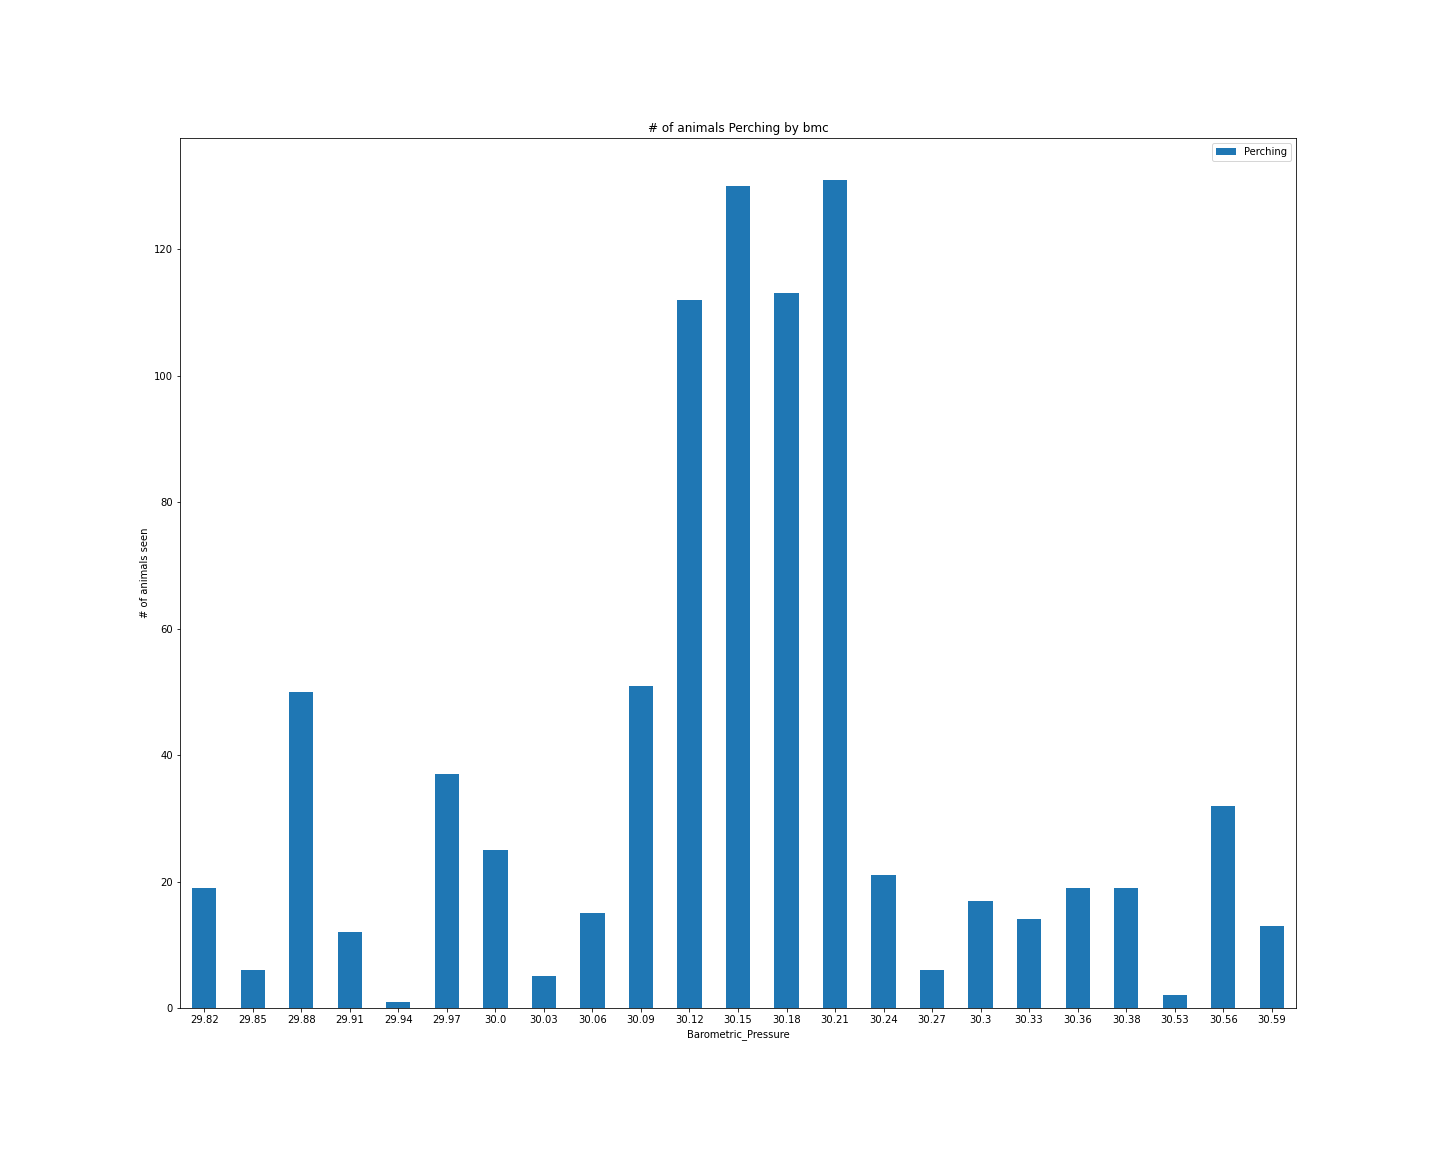 # of animals Perching by bmc
Perching
120
100
80
60
40
20
0
# of animals seen
29.82 29.85 29.88 29.91 29.94 29.97 30.0 30.03 30.06 30.09 30.12 30.15 30.18 30.21 30.24 30.27 30.3 30.33 30.36 30.38 30.53 30.56 30.59
Barometric_Pressure